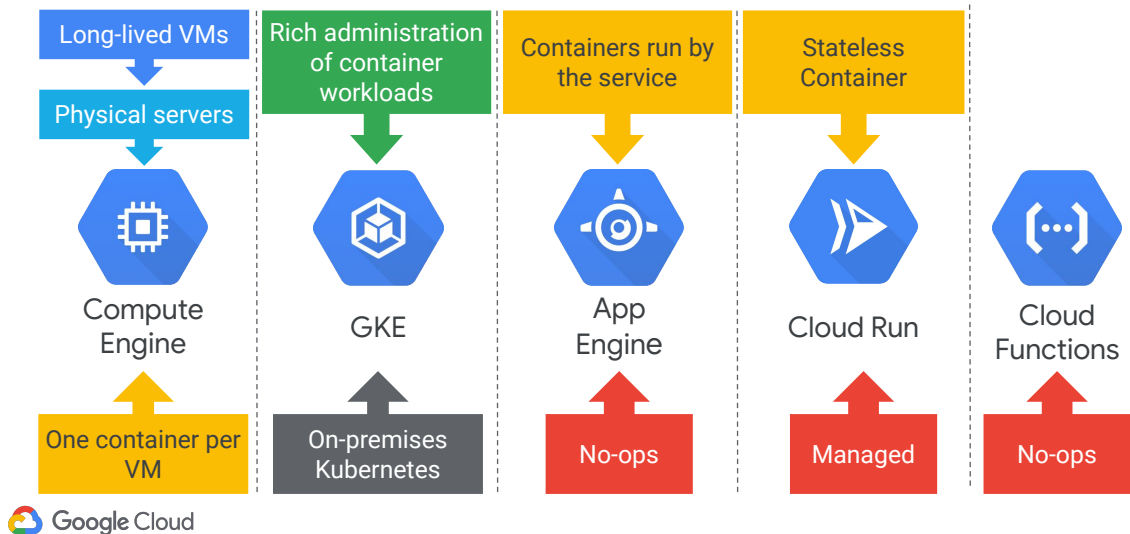 Long-lived VMs
Physical servers
Compute
Engine
One container per
VM
Rich administration
of container
workloads
GKE
On-premises
Kubernetes
Containers run by
the service
App
Engine
No-ops
Stateless
Container
Cloud Run
Managed
Cloud
Functions
No-ops
Google Cloud